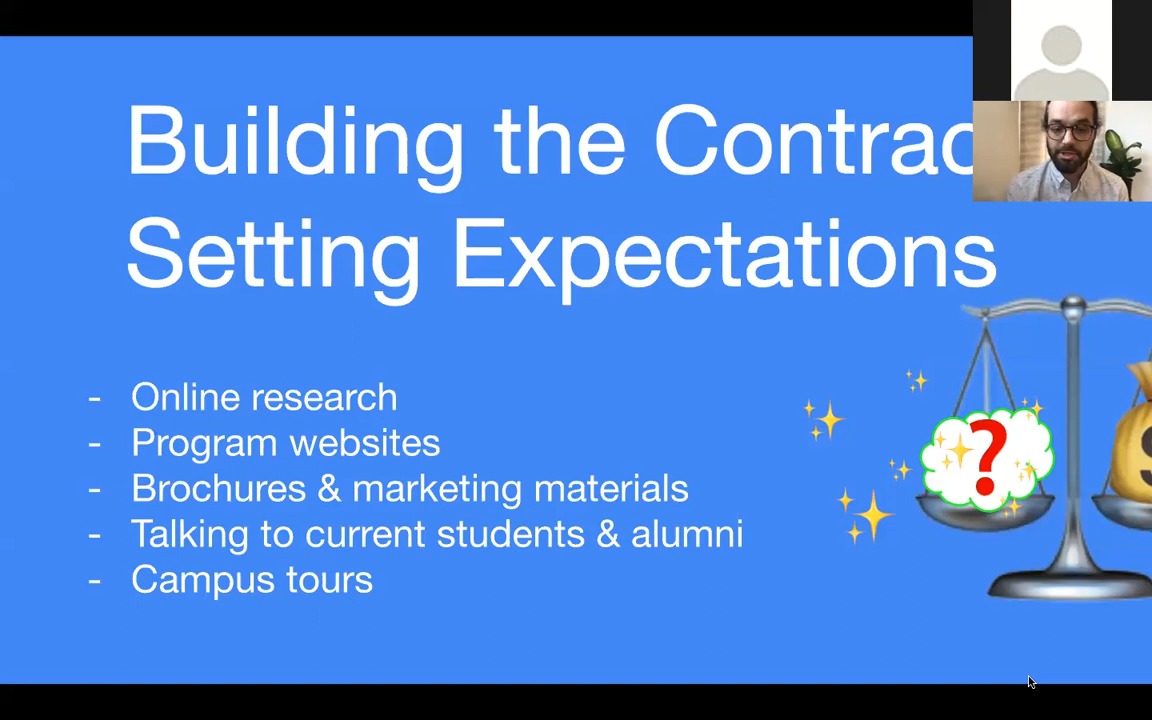 Building the Contrac
Setting Expectations
- Online research
- Program websites
- Brochures & marketing materials
- Talking to current students & alumni
- Campus tours
?
$